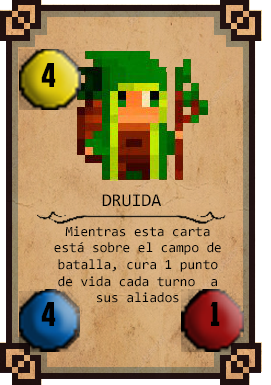 4
DRUIDA
Mientras esta carta
está sobre el campo de
batalla, cura 1 punto
de vida cada turno a
sus aliados
4
1